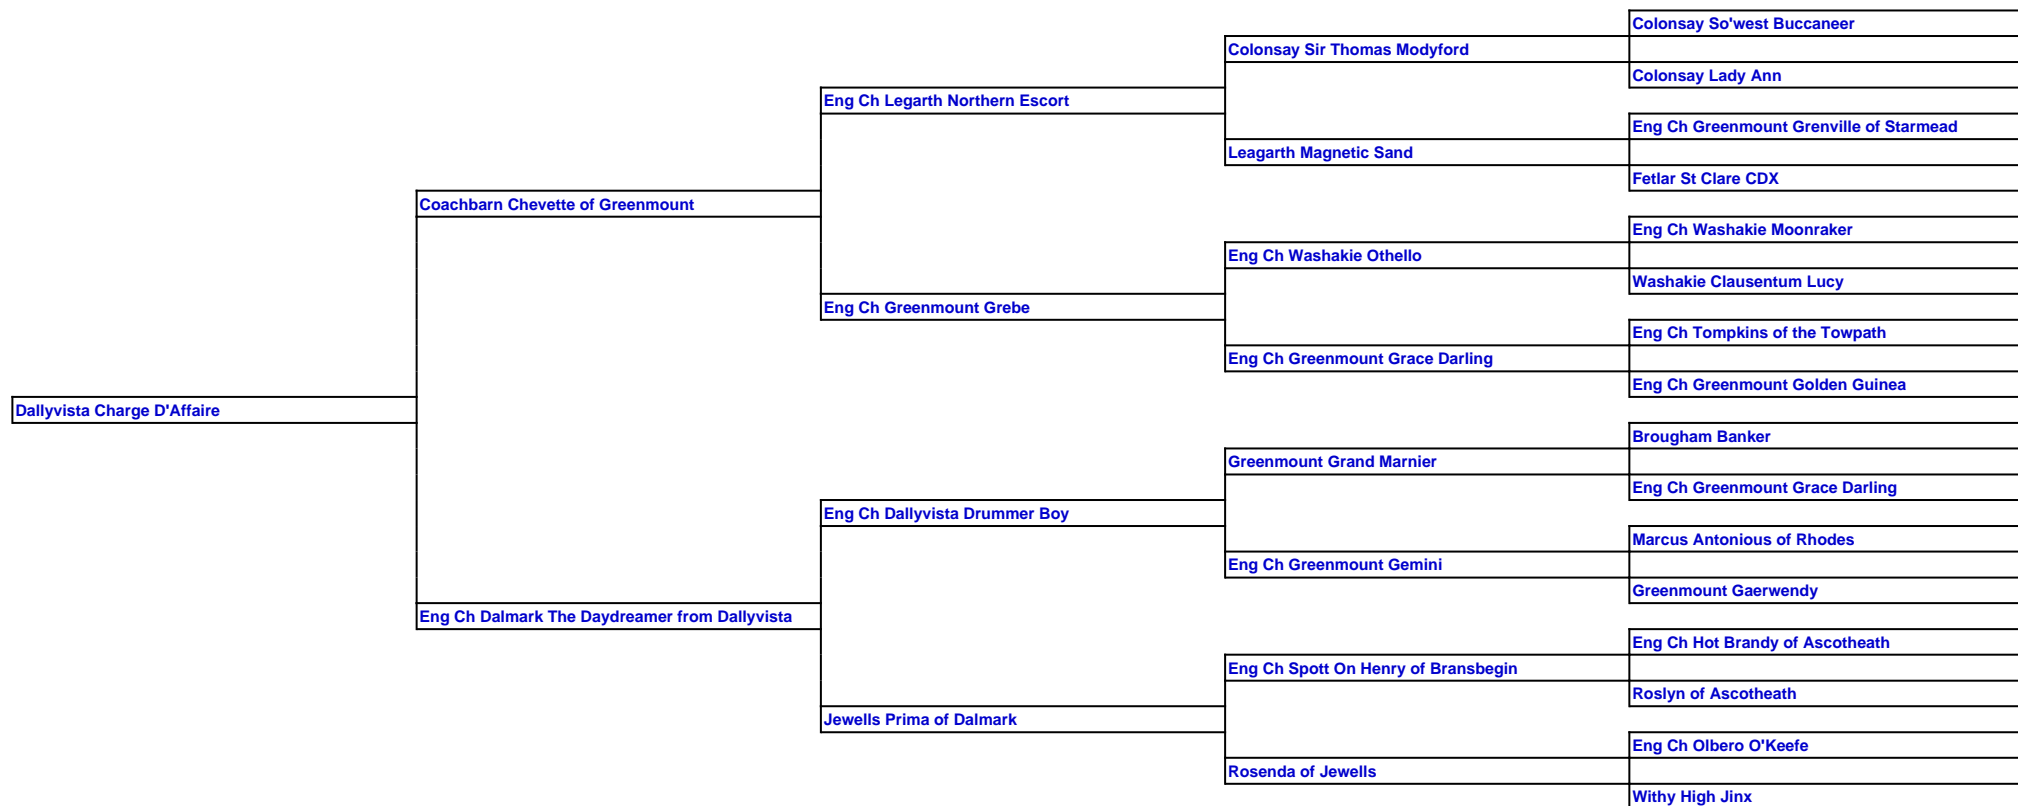 Colonsay So'west Buccaneer
Colonsay Sir Thomas Modyford
Colonsay Lady Ann
Eng Ch Legarth Northern Escort
Eng Ch Greenmount Grenville of Starmead
Leagarth Magnetic Sand
Fetlar St Clare CDX
Coachbarn Chevette of Greenmount
Eng Ch Washakie Moonraker
Eng Ch Washakie Othello
Washakie Clausentum Lucy
Eng Ch Greenmount Grebe
Eng Ch Tompkins of the Towpath
Eng Ch Greenmount Grace Darling
Eng Ch Greenmount Golden Guinea
Dallyvista Charge D'Affaire
Brougham Banker
Greenmount Grand Marnier
Eng Ch Greenmount Grace Darling
Eng Ch Dallyvista Drummer Boy
Marcus Antonious of Rhodes
Eng Ch Greenmount Gemini
Greenmount Gaerwendy
Eng Ch Dalmark The Daydreamer from Dallyvista
Eng Ch Hot Brandy of Ascotheath
Eng Ch Spott On Henry of Bransbegin
Roslyn of Ascotheath
Jewells Prima of Dalmark
Eng Ch Olbero O'Keefe
Rosenda of Jewells
Withy High Jinx